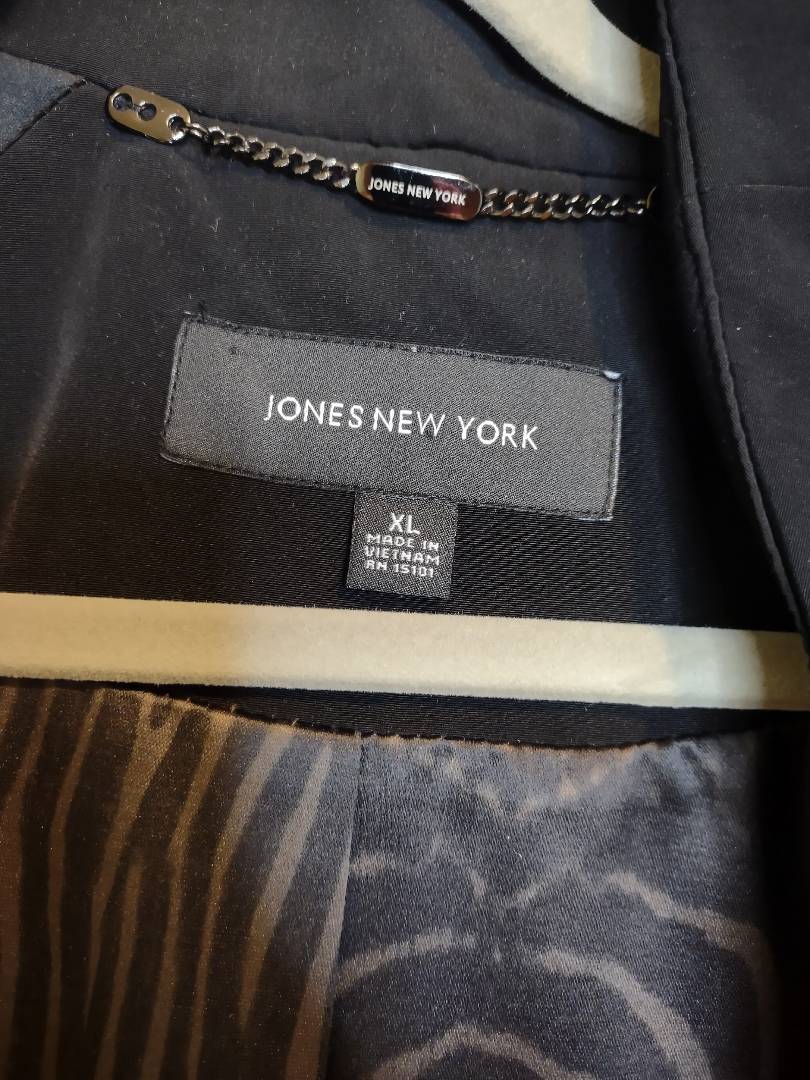 JONES NEW YORK
JONES NEW YORK
XL
MADE IN
VIETNAM
RN 15101